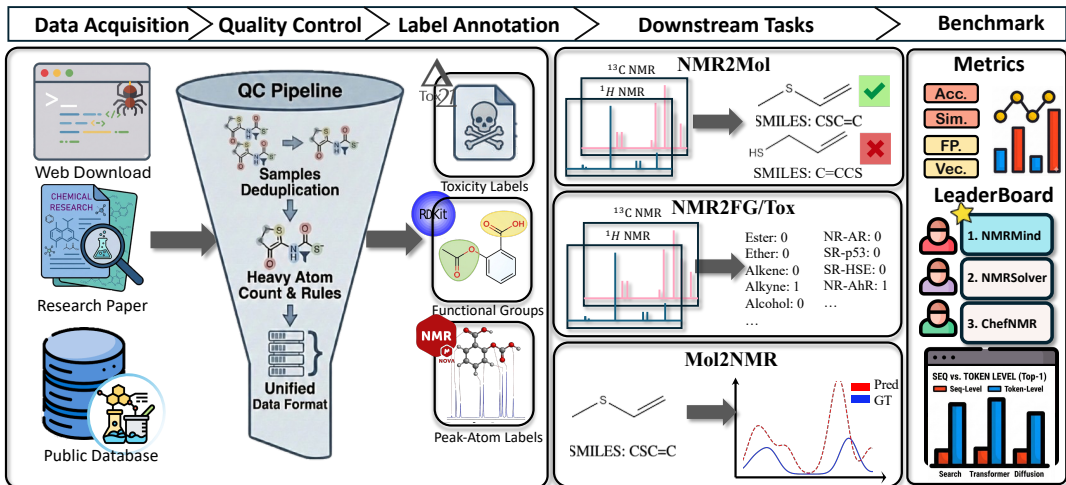 Data Acquisition
Quality Control
Label Annotation
Downstream Tasks
Benchmark
>_
Web Download
CHEMICAL
RESEARCH
Research Paper
Public Database
QC Pipeline
Samples
Deduplication
Heavy Atom
Count & Rules
Unified
Data Format
Tox
21
Toxicity Labels
RDKit
OH
O
O
O
Functional Groups
NMR
NOVA
Peak-Atom Labels
NMR2Mol
¹³C NMR
¹H NMR
S
SMILES: CSC=C
HS
SMILES: C=CCS
NMR2FG/Tox
¹³C NMR
¹H NMR
Ester: 0
Ether: 0
Alkene: 0
Alkyne: 1
Alcohol: 0
...
NR-AR: 0
SR-p53: 0
SR-HSE: 0
NR-AhR: 1
...
Mol2NMR
S
SMILES: CSC=C
Pred
GT
Metrics
Acc.
Sim.
FP.
Vec.
LeaderBoard
1. NMRMind
2. NMRSolver
3. ChefNMR
SEQ vs. TOKEN LEVEL (Top-1)
Seq-Level
Token-Level
Search
Transformer
Diffusion